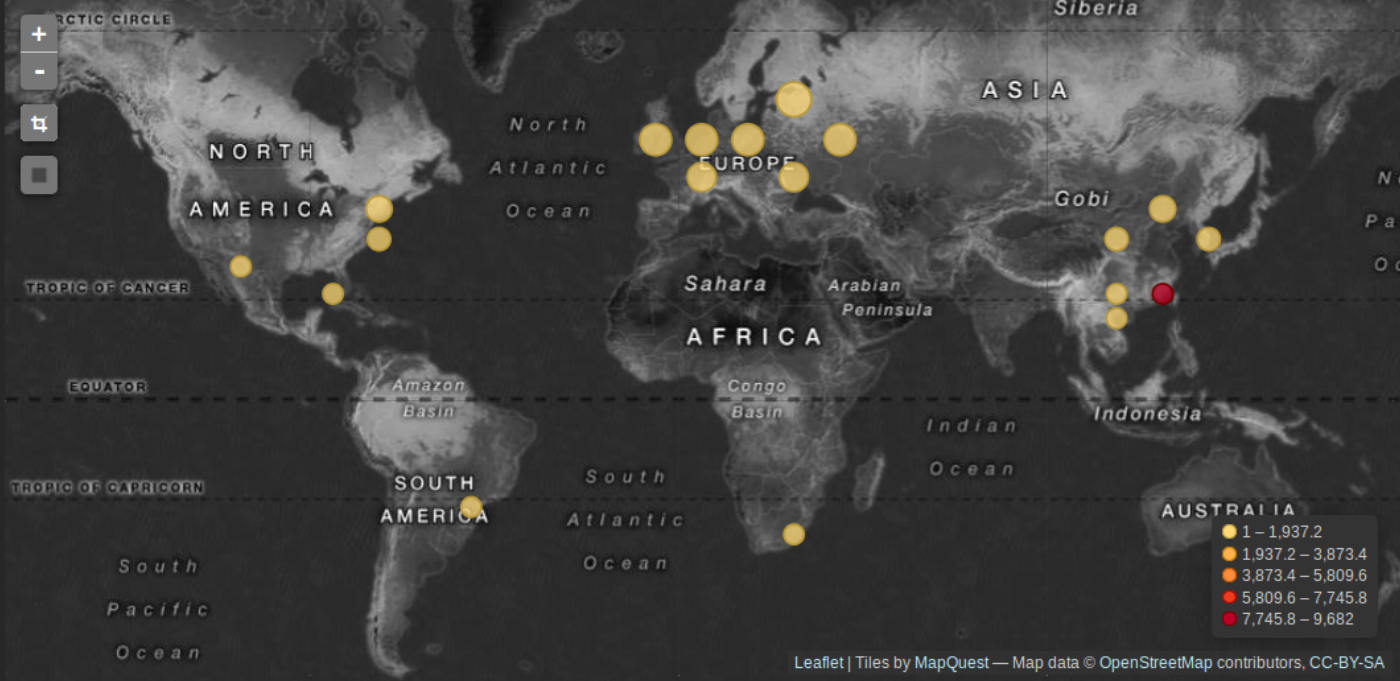 +
ARCTIC CIRCLE
Siberia
-
ASIA
North
Atlantic
Ocean
NORTH
AMERICA
EUROPE
Gobi
TROPIC OF CANCER
Sahara
Arabian
Peninsula
AFRICA
N
Pa
Oc
EQUATOR
Amazon
Basin
Congo
Basin
Indonesia
Indian
Ocean
TROPIC OF CAPRICORN
SOUTH
AMERICA
South
Atlantic
Ocean
AUSTRALIA
South
Pacific
Ocean
1 – 1,937.2
1,937.2 – 3,873.4
3,873.4 – 5,809.6
5,809.6 – 7,745.8
7,745.8 – 9,682
Leaflet | Tiles by MapQuest — Map data © OpenStreetMap contributors, CC-BY-SA